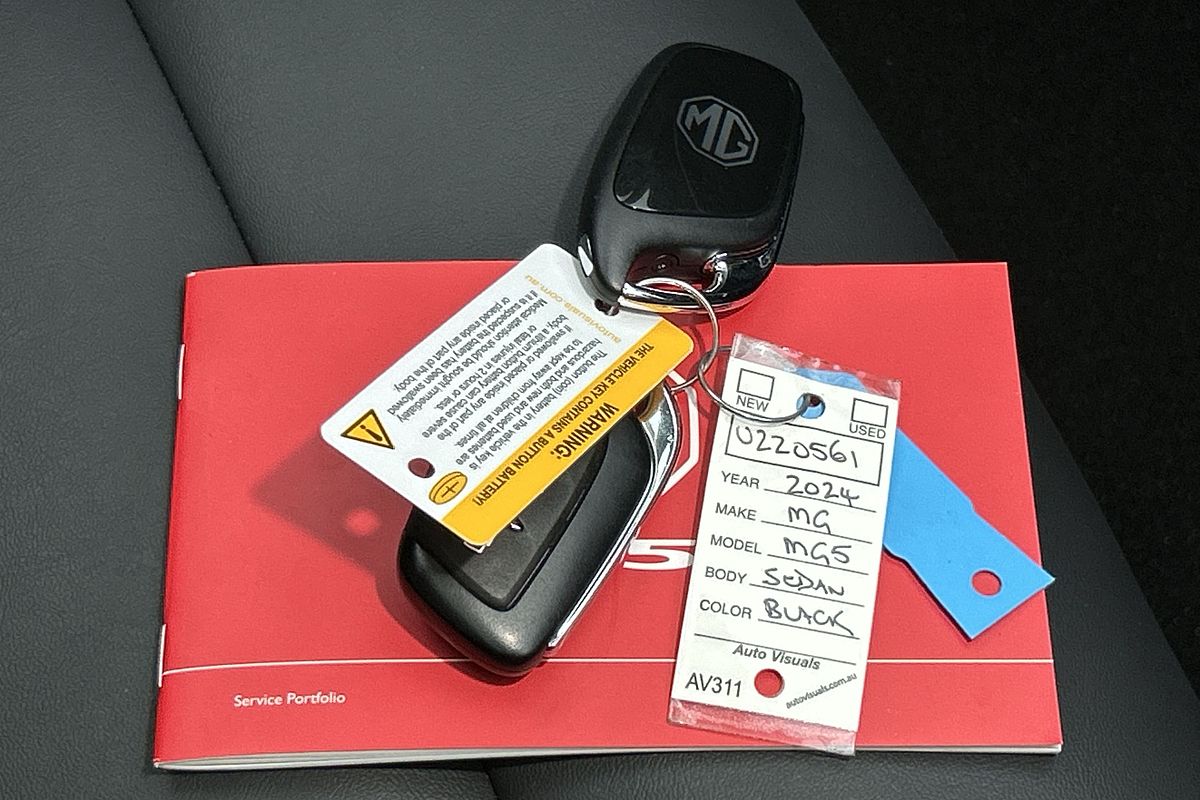 MG
autovisuals.com.au
THE VEHICLE KEY CONTAINS A BUTTON BATTERY!
WARNING:
The button (coin) battery in the vehicle key is
hazardous and both new and used batteries are
to be kept away from children at all times.
If swallowed or placed inside any part of the
body, a lithium button battery can cause severe
or fatal injuries in 2 hours or less.
Medical attention should be sought immediately
if it is suspected the battery has been swallowed
or placed inside any part of the body.
NEW
USED
U220561
YEAR 2024
MAKE MG
MODEL MG5
BODY SEDAN
COLOR BLACK
Auto Visuals
AV311
autovisuals.com.au
5
Service Portfolio